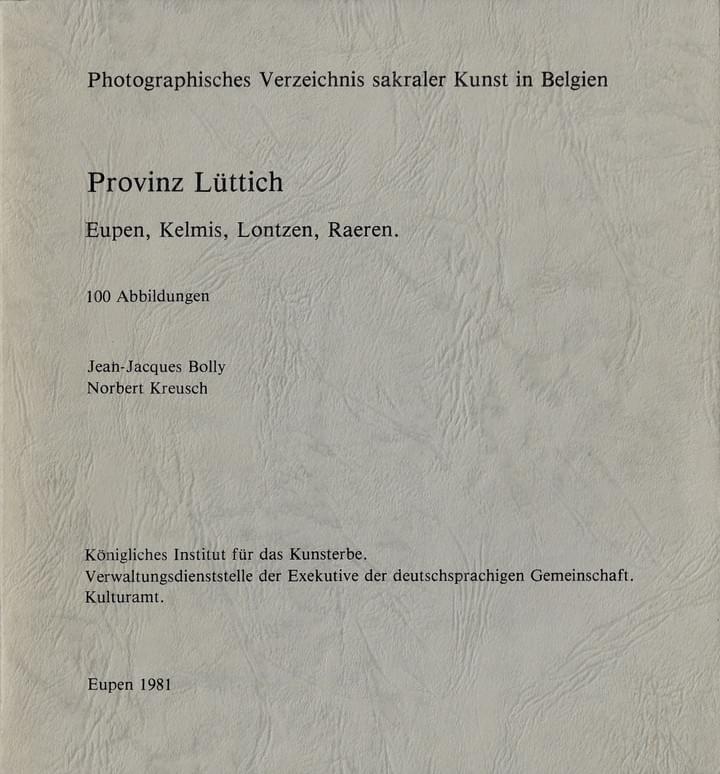 Photographisches Verzeichnis sakraler Kunst in Belgien
Provinz Lüttich
Eupen, Kelmis, Lontzen, Raeren.
100 Abbildungen
Jean-Jacques Bolly
Norbert Kreusch
Königliches Institut für das Kunsterbe.
Verwaltungsdienststelle der Exekutive der deutschsprachigen Gemeinschaft.
Kulturamt.
Eupen 1981